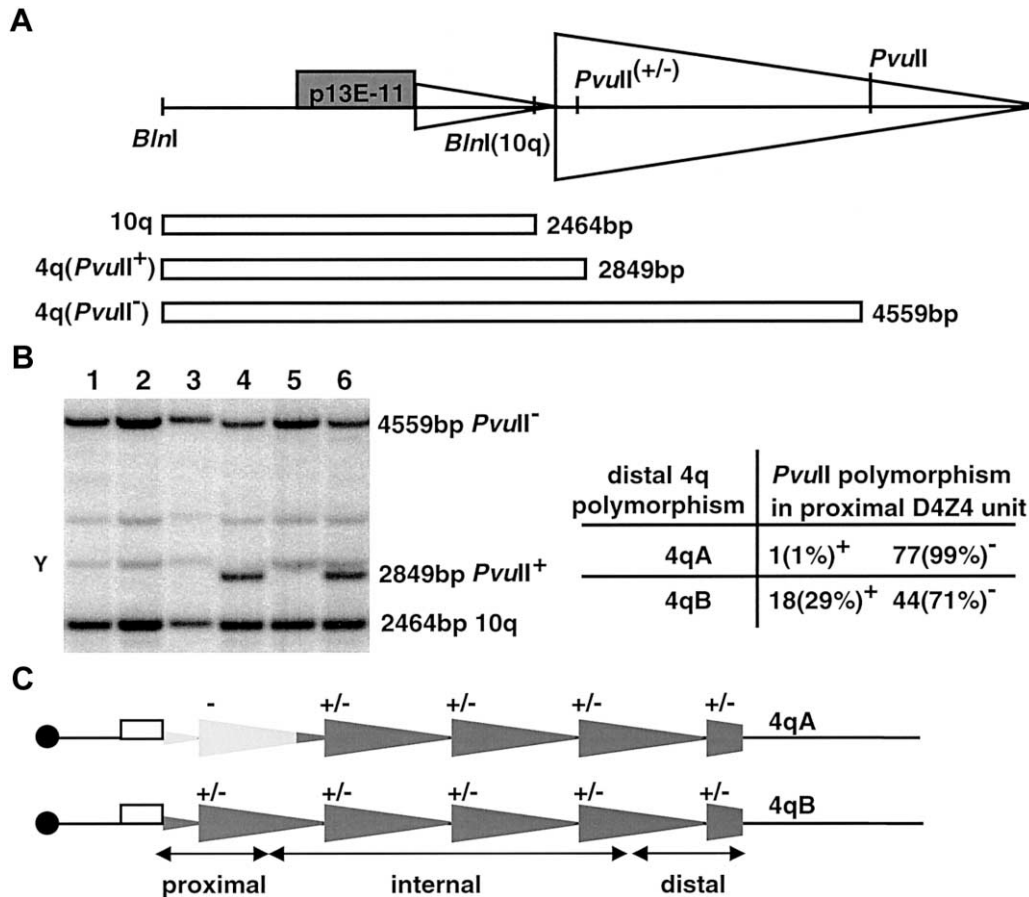 A
p13E-11
PvuII(+/-)
PvuII
BlnI
BlnI(10q)
10q
2464bp
4q(PvuII+)
2849bp
4q(PvuII-)
4559bp
B
1 2 3 4 5 6
4559bp PvuII-
Y
2849bp PvuII+
2464bp 10q
distal 4q
polymorphism
PvuII polymorphism
in proximal D4Z4 unit
4qA 1(1%)+ 77(99%)-
4qB 18(29%)+ 44(71%)-
C
- +/- +/- +/- +/-
4qA
+/- +/- +/- +/- +/-
4qB
proximal internal distal